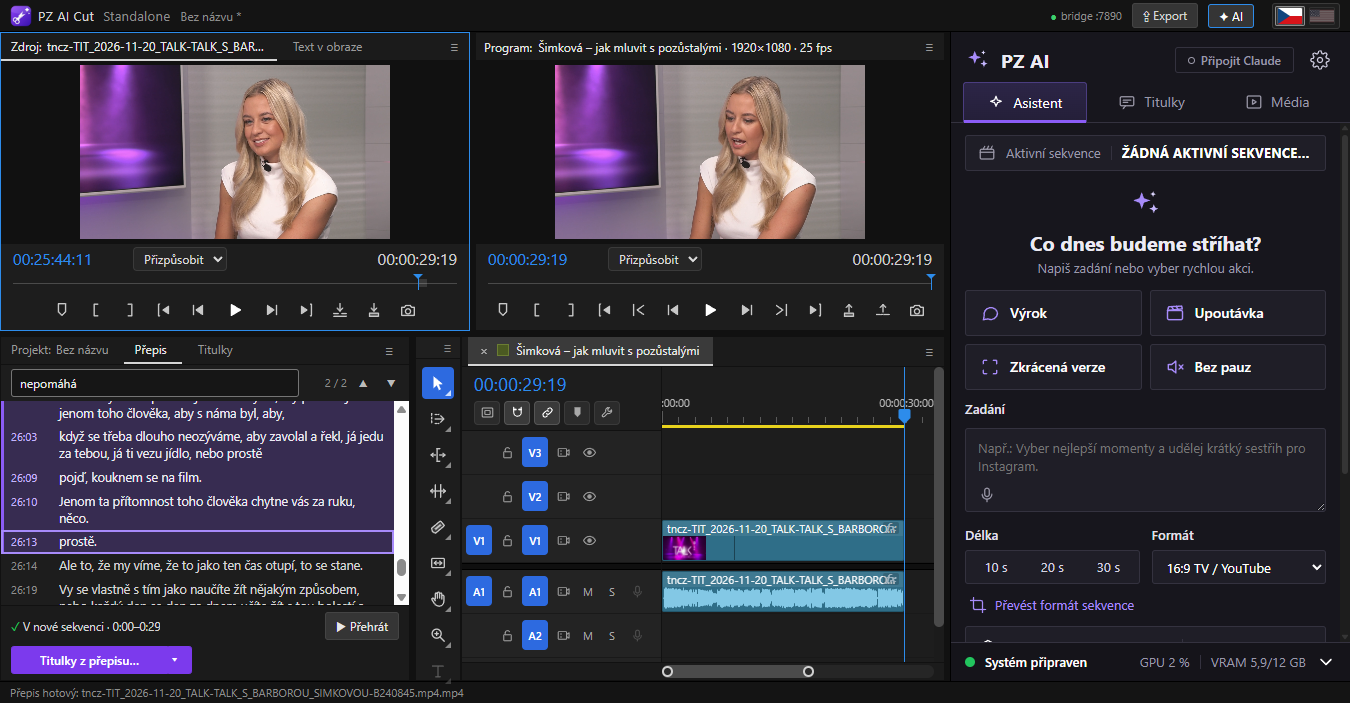 PZ AI Cut Standalone Bez názvu *
bridge :7890 Export AI
Zdroj: tncz-TIT_2026-11-20_TALK-TALK_S_BAR...
Text v obraze
00:25:44:11
Přizpůsobit
00:00:29:19
Program: Šimková – jak mluvit s pozůstalými · 1920×1080 · 25 fps
00:00:29:19
Přizpůsobit
00:00:29:19
Projekt: Bez názvu
Přepis
Titulky
nepomáhá
2 / 2
jenom toho člověka, aby s náma byl, aby,
26:03 když se třeba dlouho neozýváme, aby zavolal a řekl, já jedu
za tebou, já ti vezu jídlo, nebo prostě
26:09 pojď, kouknem se na film.
26:10 Jenom ta přítomnost toho člověka chytne vás za ruku,
něco.
26:13 prostě.
26:14 Ale to, že my víme, že to jako ten čas otupí, to se stane.
26:19 Vy se vlastně s tím jako naučíte žít nějakým způsobem,
✓ V nové sekvenci · 0:00–0:29
Přehrát
Titulky z přepisu...
Přepis hotový: tncz-TIT_2026-11-20_TALK-TALK_S_BARBOROU_SIMKOVOU-B240845.mp4.mp4
× Šimková – jak mluvit s pozůstalými
00:00:29:19
:00:00
00:00:30:00
V3
V2
V1 V1
A1 A1 M S
A2 M S
tncz-TIT_2026-11-20_TALK-TALK_S_BARBORO
fx
TALK
tncz-TIT_2026-11-20_TALK-TALK_S_BARBORO
fx
PZ AI
Připojit Claude
Asistent
Titulky
Média
Aktivní sekvence
ŽÁDNÁ AKTIVNÍ SEKVENCE...
Co dnes budeme stříhat?
Napiš zadání nebo vyber rychlou akci.
Výrok
Upoutávka
Zkrácená verze
Bez pauz
Zadání
Např.: Vyber nejlepší momenty a udělej krátký sestřih pro
Instagram.
Délka
Formát
10 s
20 s
30 s
16:9 TV / YouTube
Převést formát sekvence
Systém připraven
GPU 2 %
VRAM 5,9/12 GB